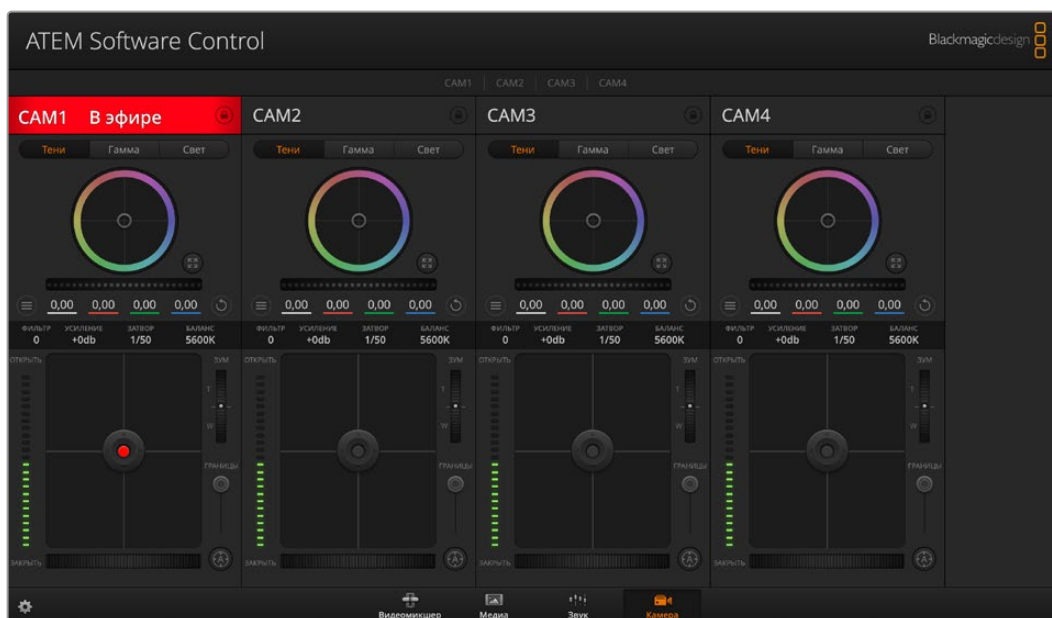 ATEM Software Control
Blackmagicdesign
CAM1 CAM2 CAM3 CAM4
CAM1 В эфире CAM2 CAM3 CAM4
Тени Гамма Свет Тени Гамма Свет Тени Гамма Свет Тени Гамма Свет
0,00 0,00 0,00 0,00 0,00 0,00 0,00 0,00 0,00 0,00 0,00 0,00 0,00 0,00 0,00 0,00
ФИЛЬТР УСИЛЕНИЕ ЗАТВОР БАЛАНС ФИЛЬТР УСИЛЕНИЕ ЗАТВОР БАЛАНС ФИЛЬТР УСИЛЕНИЕ ЗАТВОР БАЛАНС ФИЛЬТР УСИЛЕНИЕ ЗАТВОР БАЛАНС
0 +0db 1/50 5600K 0 +0db 1/50 5600K 0 +0db 1/50 5600K 0 +0db 1/50 5600K
ОТКРЫТЬ ЗУМ ОТКРЫТЬ ЗУМ ОТКРЫТЬ ЗУМ ОТКРЫТЬ ЗУМ
T T T T
W W W W
ГРАНИЦЫ ГРАНИЦЫ ГРАНИЦЫ ГРАНИЦЫ
ЗАКРЫТЬ A ЗАКРЫТЬ A ЗАКРЫТЬ A ЗАКРЫТЬ A
Видеомикшер Медиа Звук Камера